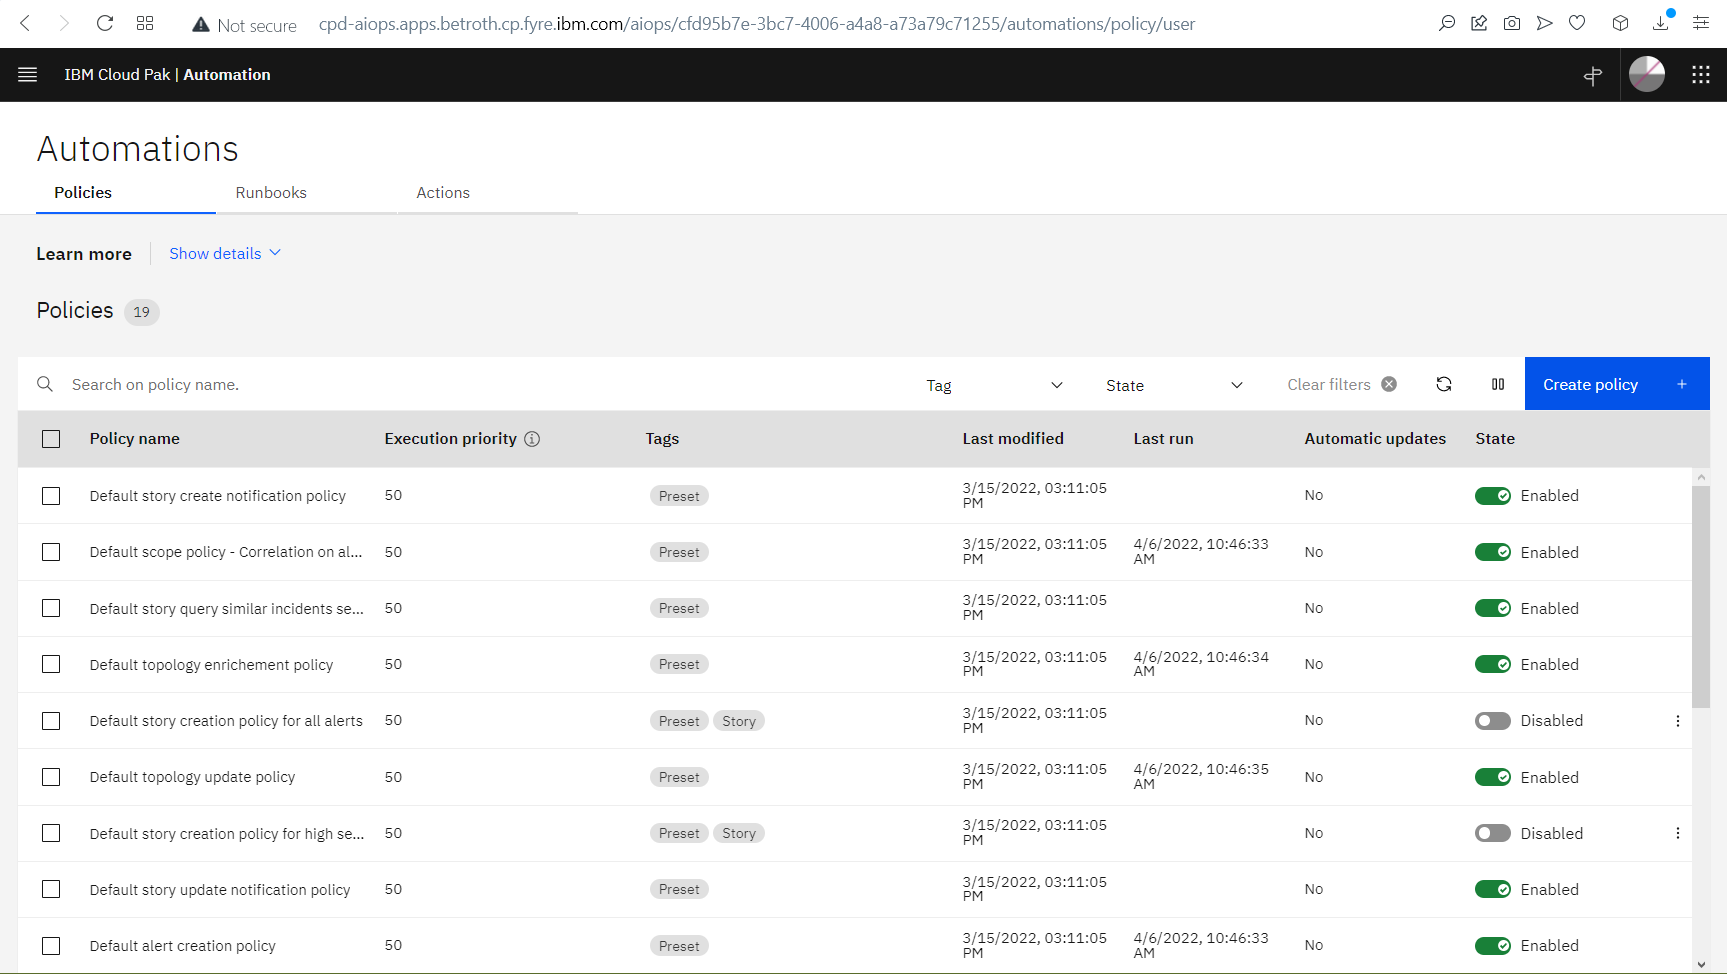 Not secure cpd-aiops.apps.betroth.cp.fyre.ibm.com/aiops/cfd95b7e-3bc7-4006-a4a8-a73a79c71255/automations/policy/user
IBM Cloud Pak | Automation
Automations
Policies Runbooks Actions
Learn more Show details
Policies 19
Search on policy name. Tag State Clear filters Create policy +
Policy name Execution priority Tags Last modified Last run Automatic updates State
Default story create notification policy 50 Preset 3/15/2022, 03:11:05 PM No Enabled
Default scope policy - Correlation on al... 50 Preset 3/15/2022, 03:11:05 PM 4/6/2022, 10:46:33 AM No Enabled
Default story query similar incidents se... 50 Preset 3/15/2022, 03:11:05 PM No Enabled
Default topology enrichement policy 50 Preset 3/15/2022, 03:11:05 PM 4/6/2022, 10:46:34 AM No Enabled
Default story creation policy for all alerts 50 Preset Story 3/15/2022, 03:11:05 PM No Disabled
Default topology update policy 50 Preset 3/15/2022, 03:11:05 PM 4/6/2022, 10:46:35 AM No Enabled
Default story creation policy for high se... 50 Preset Story 3/15/2022, 03:11:05 PM No Disabled
Default story update notification policy 50 Preset 3/15/2022, 03:11:05 PM No Enabled
Default alert creation policy 50 Preset 3/15/2022, 03:11:05 PM 4/6/2022, 10:46:33 AM No Enabled